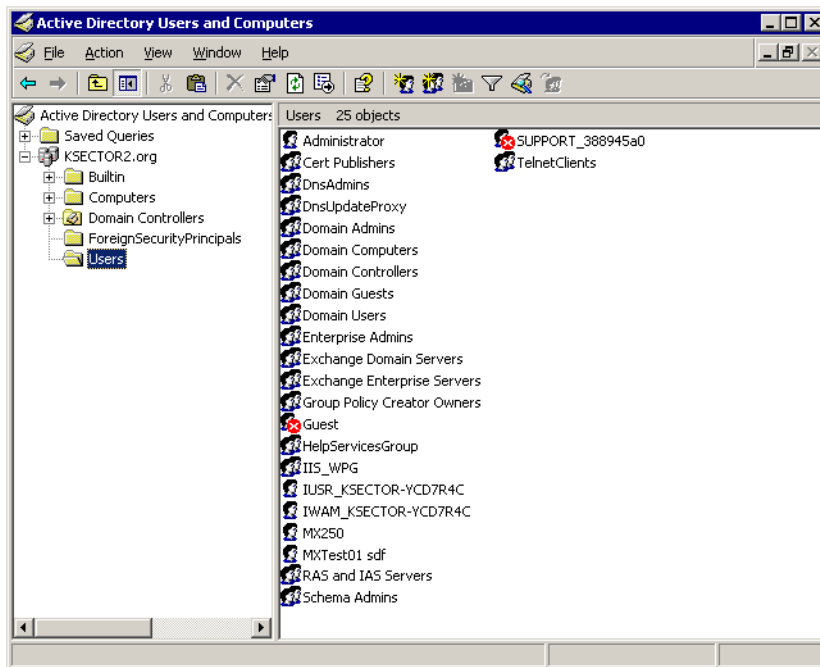 Active Directory Users and Computers
File Action View Window Help
Active Directory Users and Computer
Saved Queries
KSECTOR2.org
Builtin
Computers
Domain Controllers
ForeignSecurityPrincipals
Users
Users 25 objects
Administrator
Cert Publishers
DnsAdmins
DnsUpdateProxy
Domain Admins
Domain Computers
Domain Controllers
Domain Guests
Domain Users
Enterprise Admins
Exchange Domain Servers
Exchange Enterprise Servers
Group Policy Creator Owners
Guest
HelpServicesGroup
IIS_WPG
IUSR_KSECTOR-YCD7R4C
IWAM_KSECTOR-YCD7R4C
MX250
MXTest01 sdf
RAS and IAS Servers
Schema Admins
SUPPORT_388945a0
TelnetClients